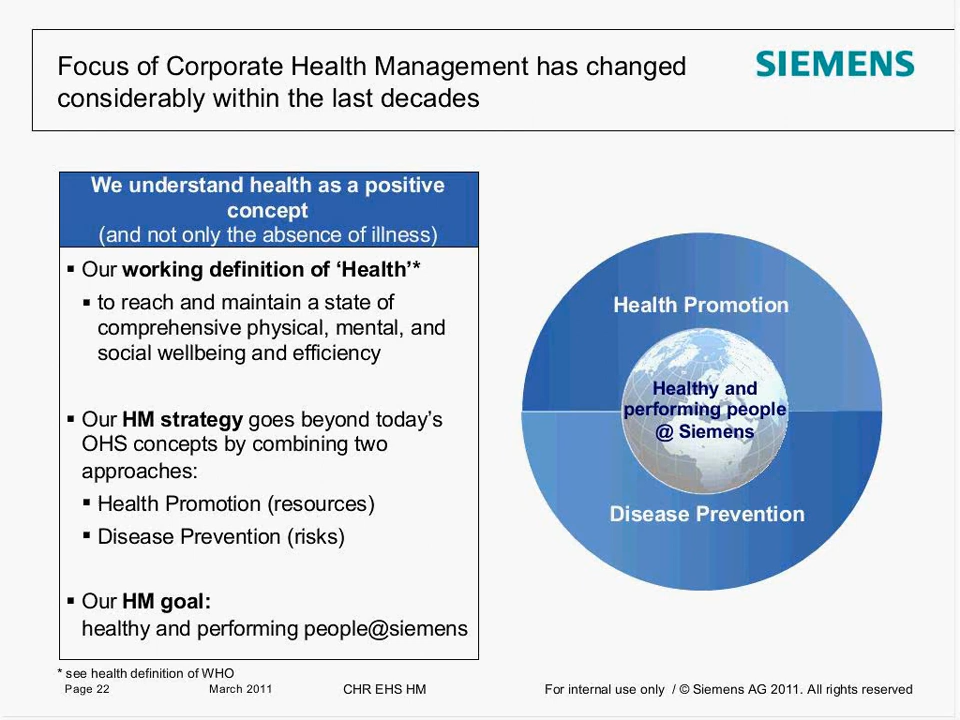 Focus of Corporate Health Management has changed
considerably within the last decades
SIEMENS
We understand health as a positive
concept
(and not only the absence of illness)
▪ Our working definition of ‘Health’*
▪ to reach and maintain a state of
comprehensive physical, mental, and
social wellbeing and efficiency
▪ Our HM strategy goes beyond today’s
OHS concepts by combining two
approaches:
▪ Health Promotion (resources)
▪ Disease Prevention (risks)
▪ Our HM goal:
healthy and performing people@siemens
Health Promotion
Healthy and
performing people
@ Siemens
Disease Prevention
* see health definition of WHO
Page 22 March 2011 CHR EHS HM For internal use only / © Siemens AG 2011. All rights reserved